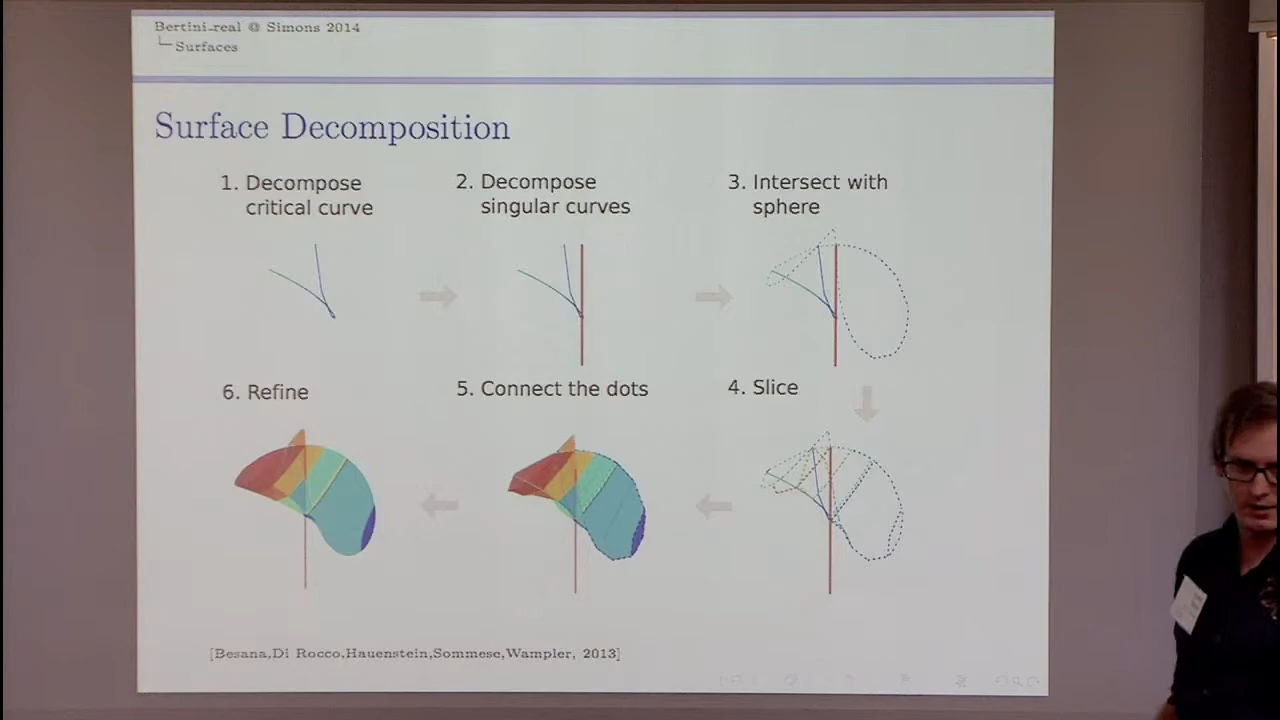 Bertini_real @ Simons 2014
Surfaces
Surface Decomposition
1. Decompose
critical curve
2. Decompose
singular curves
3. Intersect with
sphere
6. Refine
5. Connect the dots
4. Slice
[Besana,Di Rocco,Hauenstein,Sommese,Wampler, 2013]